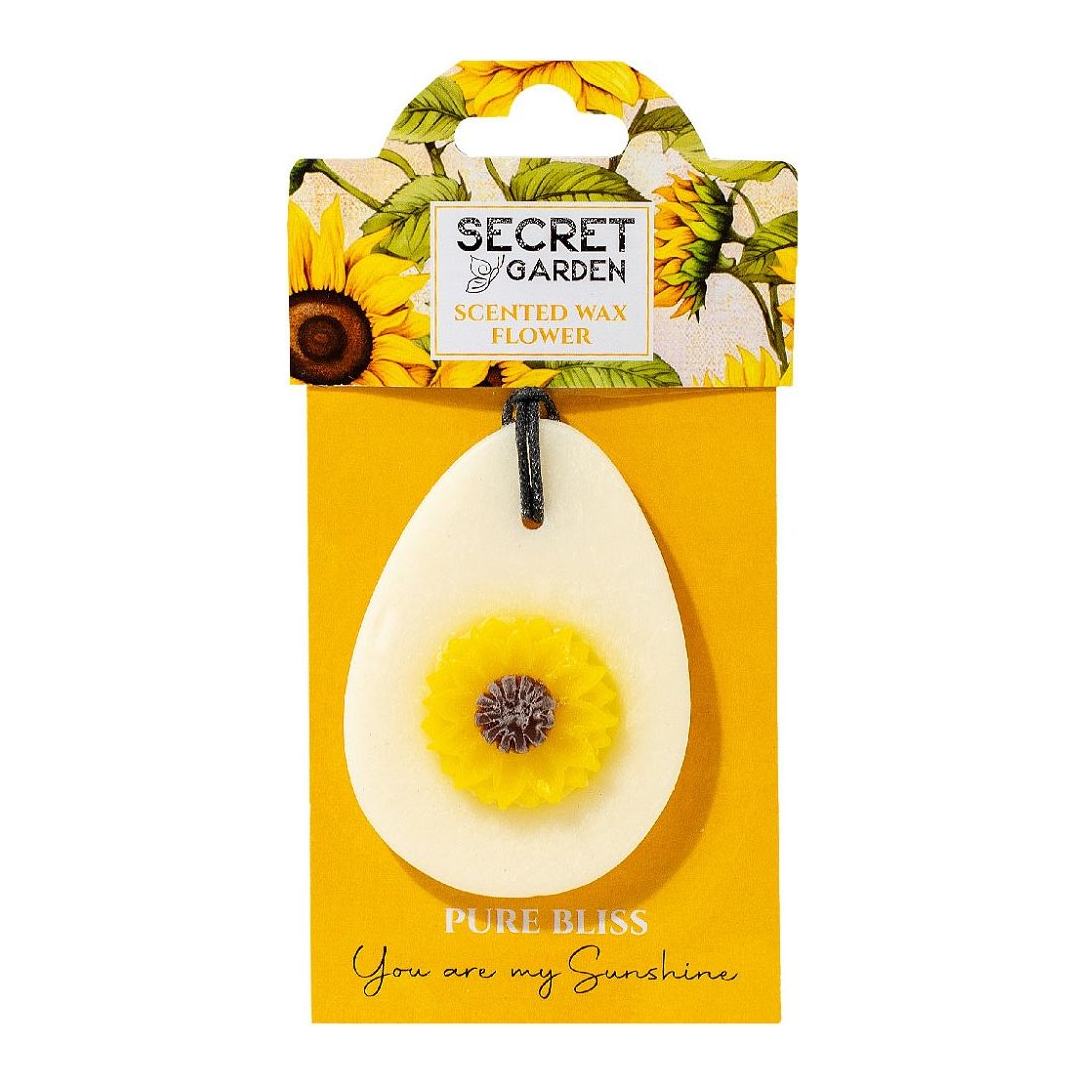 SECRET
GARDEN
SCENTED WAX
FLOWER
PURE BLISS
You are my Sunshine